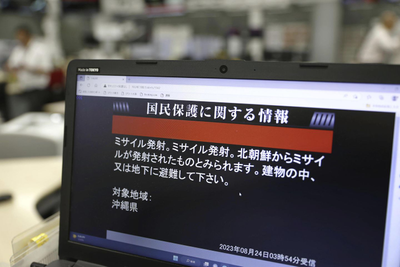 国民保護に関する情報
ミサイル発射。ミサイル発射。北朝鮮からミサイ
ルが発射されたものとみられます。建物の中、
又は地下に避難して下さい。
対象地域:
沖縄県
2023年08月24日03時54分受信